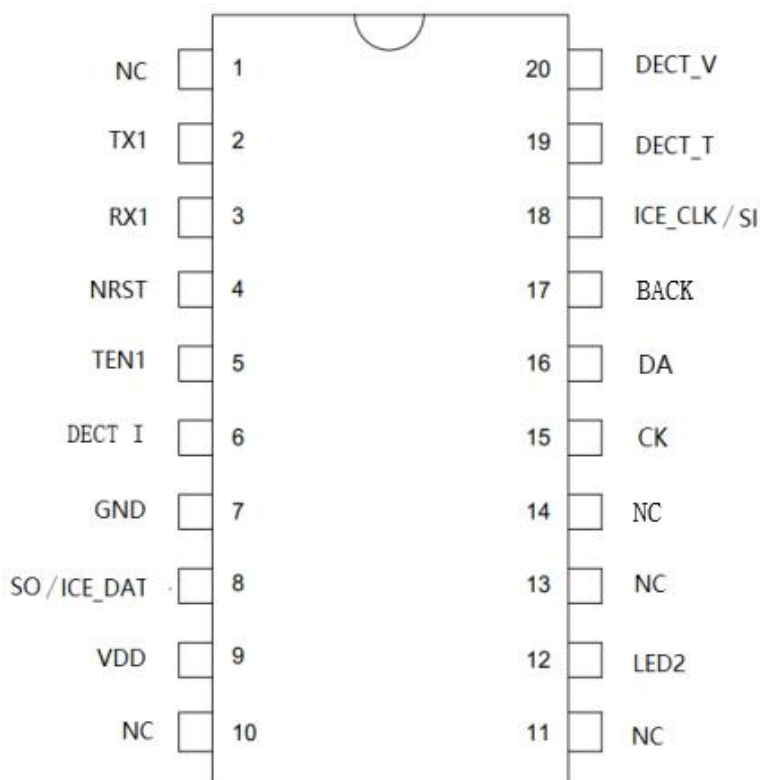 NC 1 20 DECT_V
TX1 2 19 DECT_T
RX1 3 18 ICE_CLK / SI
NRST 4 17 BACK
TEN1 5 16 DA
DECT I 6 15 CK
GND 7 14 NC
SO / ICE_DAT 8 13 NC
VDD 9 12 LED2
NC 10 11 NC